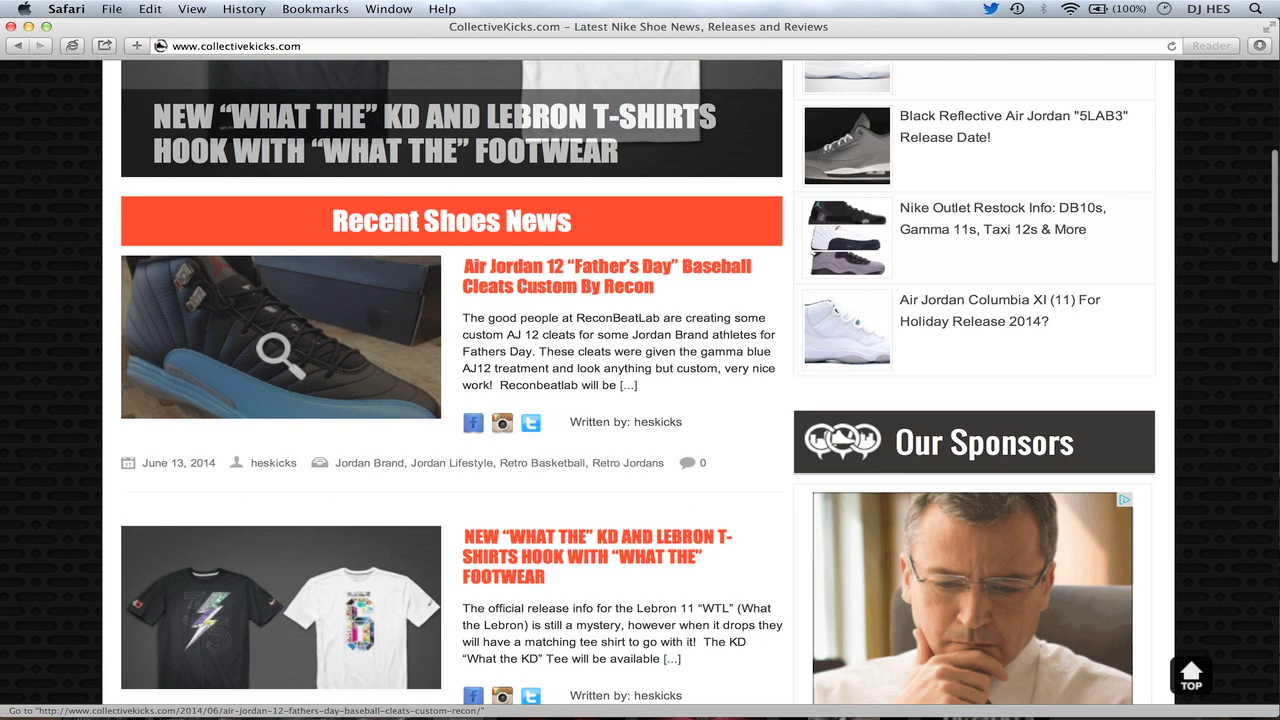 Safari File Edit View History Bookmarks Window Help (100%) DJ HES
CollectiveKicks.com – Latest Nike Shoe News, Releases and Reviews
www.collectivekicks.com Reader
NEW “WHAT THE” KD AND LEBRON T-SHIRTS
HOOK WITH “WHAT THE” FOOTWEAR
Recent Shoes News
Air Jordan 12 “Father’s Day” Baseball
Cleats Custom By Recon
The good people at ReconBeatLab are creating some
custom AJ 12 cleats for some Jordan Brand athletes for
Fathers Day. These cleats were given the gamma blue
AJ12 treatment and look anything but custom, very nice
work! Reconbeatlab will be [...]
Written by: heskicks
June 13, 2014 heskicks Jordan Brand, Jordan Lifestyle, Retro Basketball, Retro Jordans 0
NEW “WHAT THE” KD AND LEBRON T-
SHIRTS HOOK WITH “WHAT THE”
FOOTWEAR
The official release info for the Lebron 11 “WTL” (What
the Lebron) is still a mystery, however when it drops they
will have a matching tee shirt to go with it! The KD
“What the KD” Tee will be available [...]
Written by: heskicks
Black Reflective Air Jordan "5LAB3"
Release Date!
Nike Outlet Restock Info: DB10s,
Gamma 11s, Taxi 12s & More
Air Jordan Columbia XI (11) For
Holiday Release 2014?
Our Sponsors
TOP
Go to "http://www.collectivekicks.com/2014/06/air-jordan-12-fathers-day-baseball-cleats-custom-recon/"